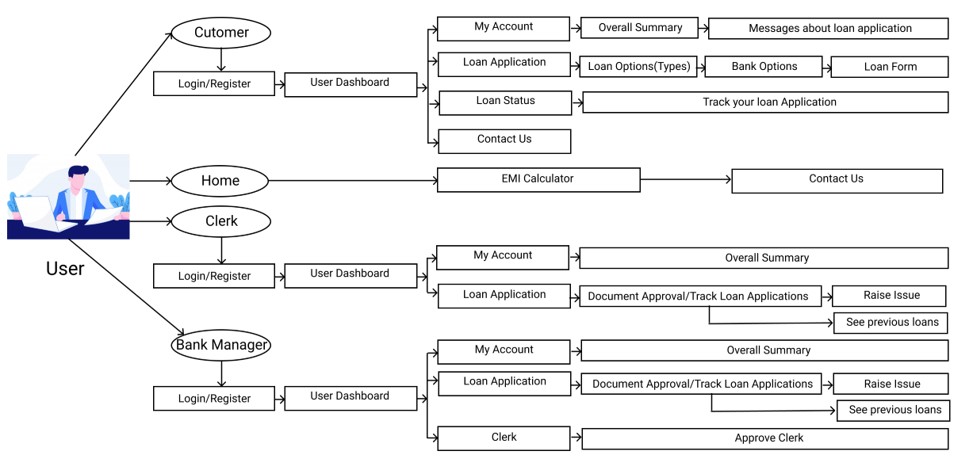 Cutomer
My Account
Overall Summary
Messages about loan application
Loan Application
Loan Options(Types)
Bank Options
Loan Form
Login/Register
User Dashboard
Loan Status
Track your loan Application
Contact Us
Home
EMI Calculator
Contact Us
Clerk
User
Login/Register
User Dashboard
My Account
Overall Summary
Loan Application
Document Approval/Track Loan Applications
Raise Issue
See previous loans
Bank Manager
Login/Register
User Dashboard
My Account
Overall Summary
Loan Application
Document Approval/Track Loan Applications
Raise Issue
See previous loans
Clerk
Approve Clerk